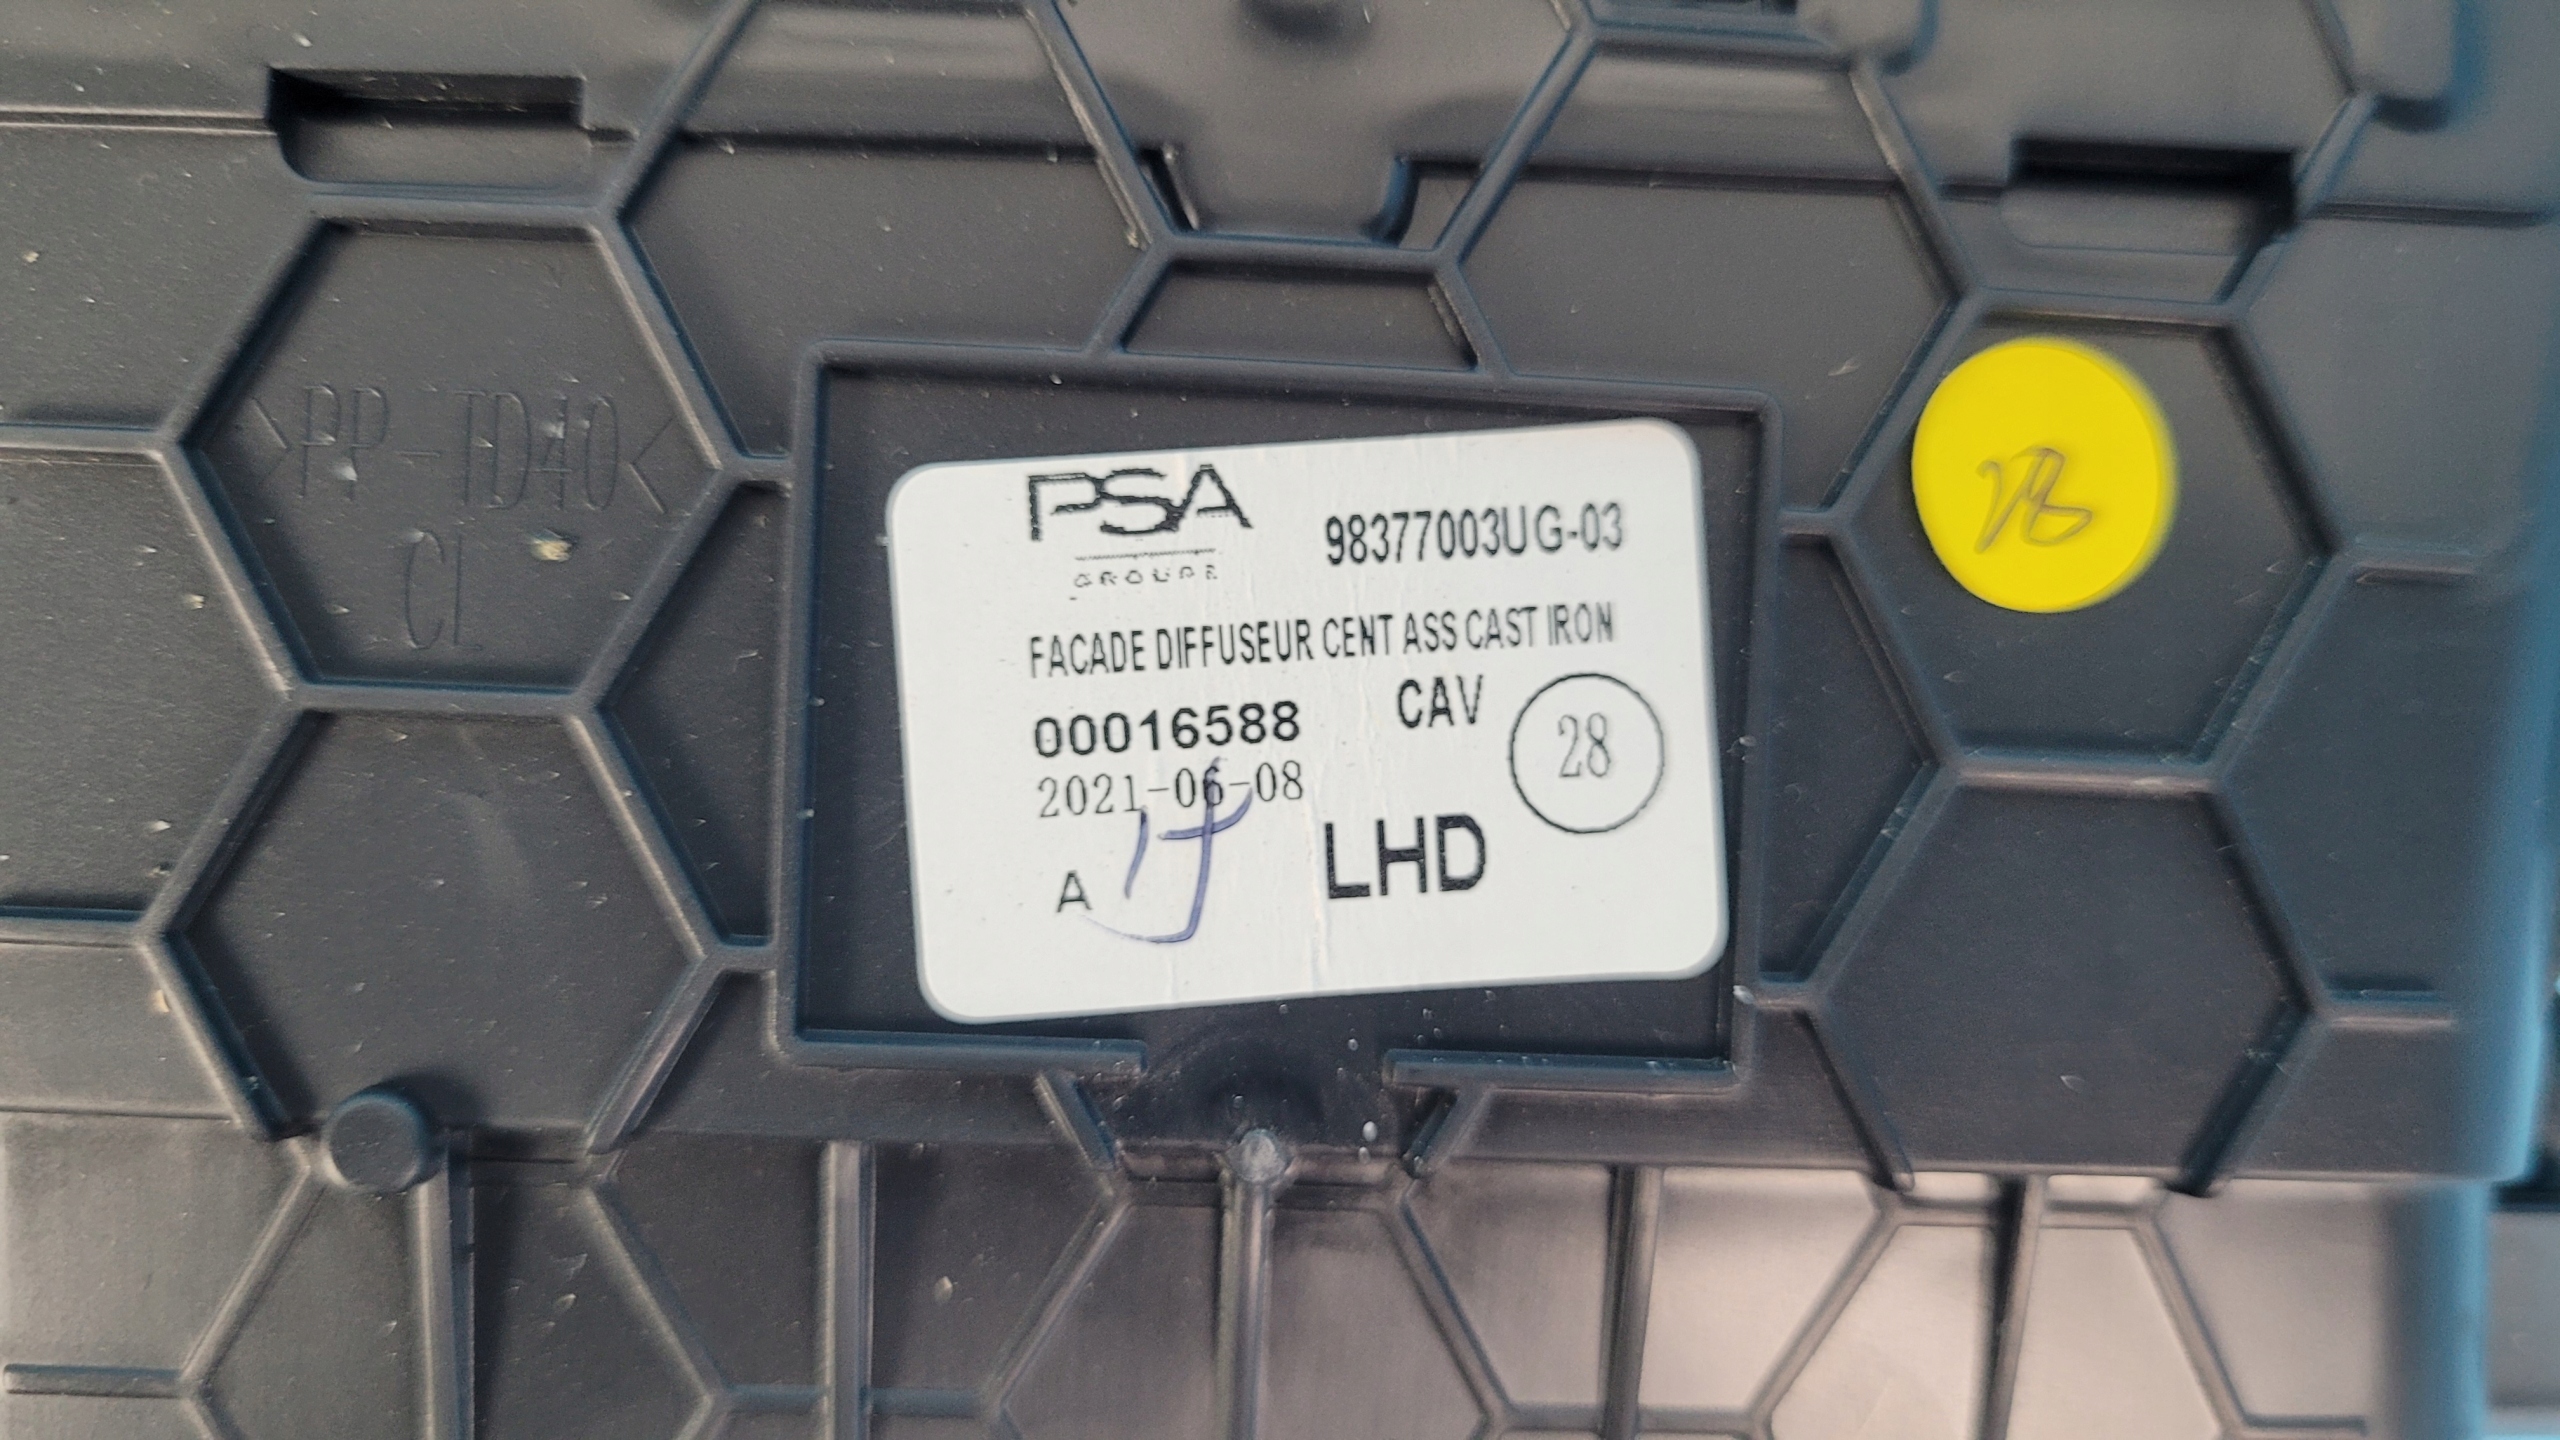 >PP-TD40<
CI
PSA
GROUPE
98377003UG-03
FACADE DIFFUSEUR CENT ASS CAST IRON
00016588
CAV
28
2021-06-08
A
LHD